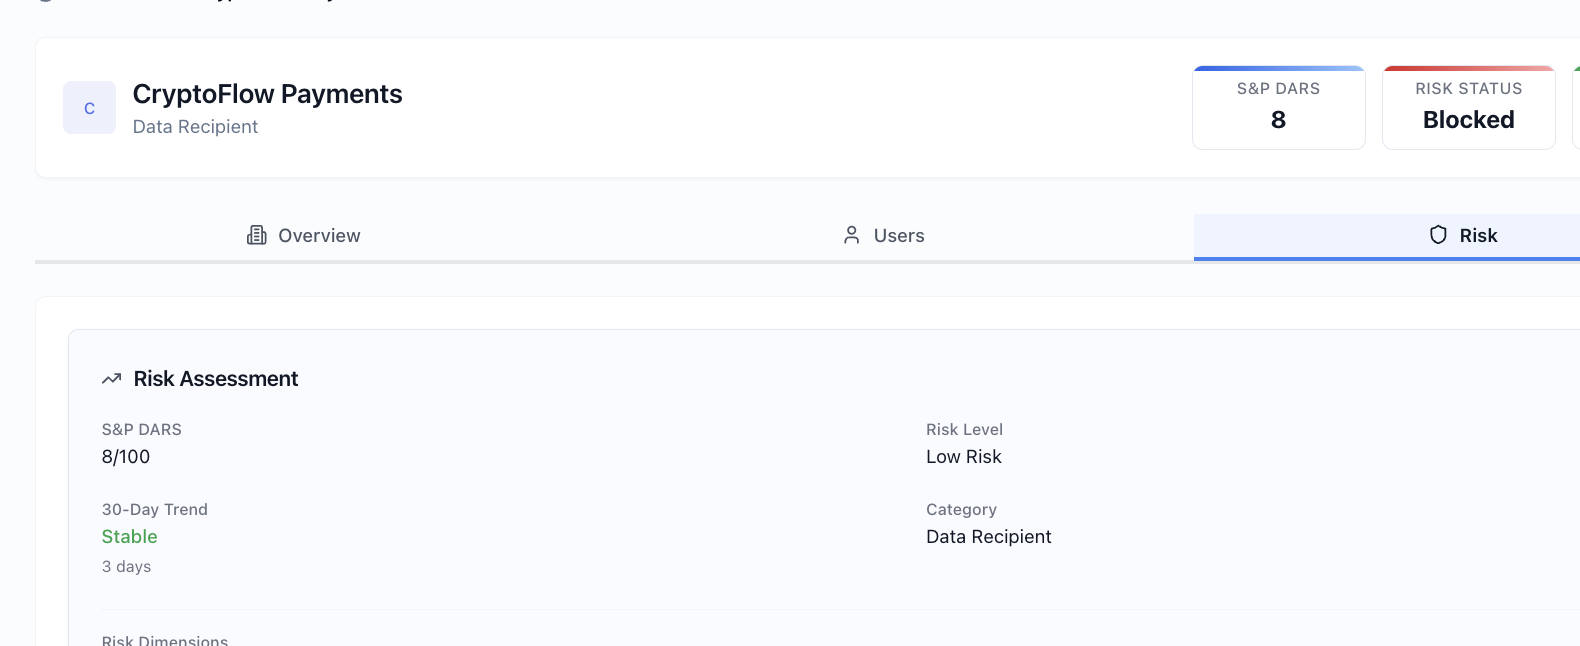 C
CryptoFlow Payments
Data Recipient
S&P DARS
8
RISK STATUS
Blocked
Overview
Users
Risk
Risk Assessment
S&P DARS
8/100
Risk Level
Low Risk
30-Day Trend
Stable
3 days
Category
Data Recipient
Risk Dimensions